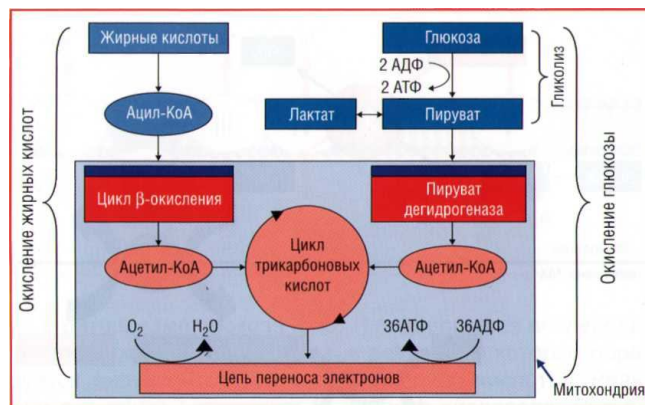 Окисление жирных кислот
Жирные кислоты
Ацил-КоА
Глюкоза
2 АДФ
2 АТФ
Гликолиз
Лактат
Пируват
Окисление глюкозы
Цикл β-окисления
Пируват
дегидрогеназа
Ацетил-КоА
Цикл
трикарбоновых
кислот
Ацетил-КоА
O₂
H₂O
36АТФ
36АДФ
Цепь переноса электронов
Митохондрия